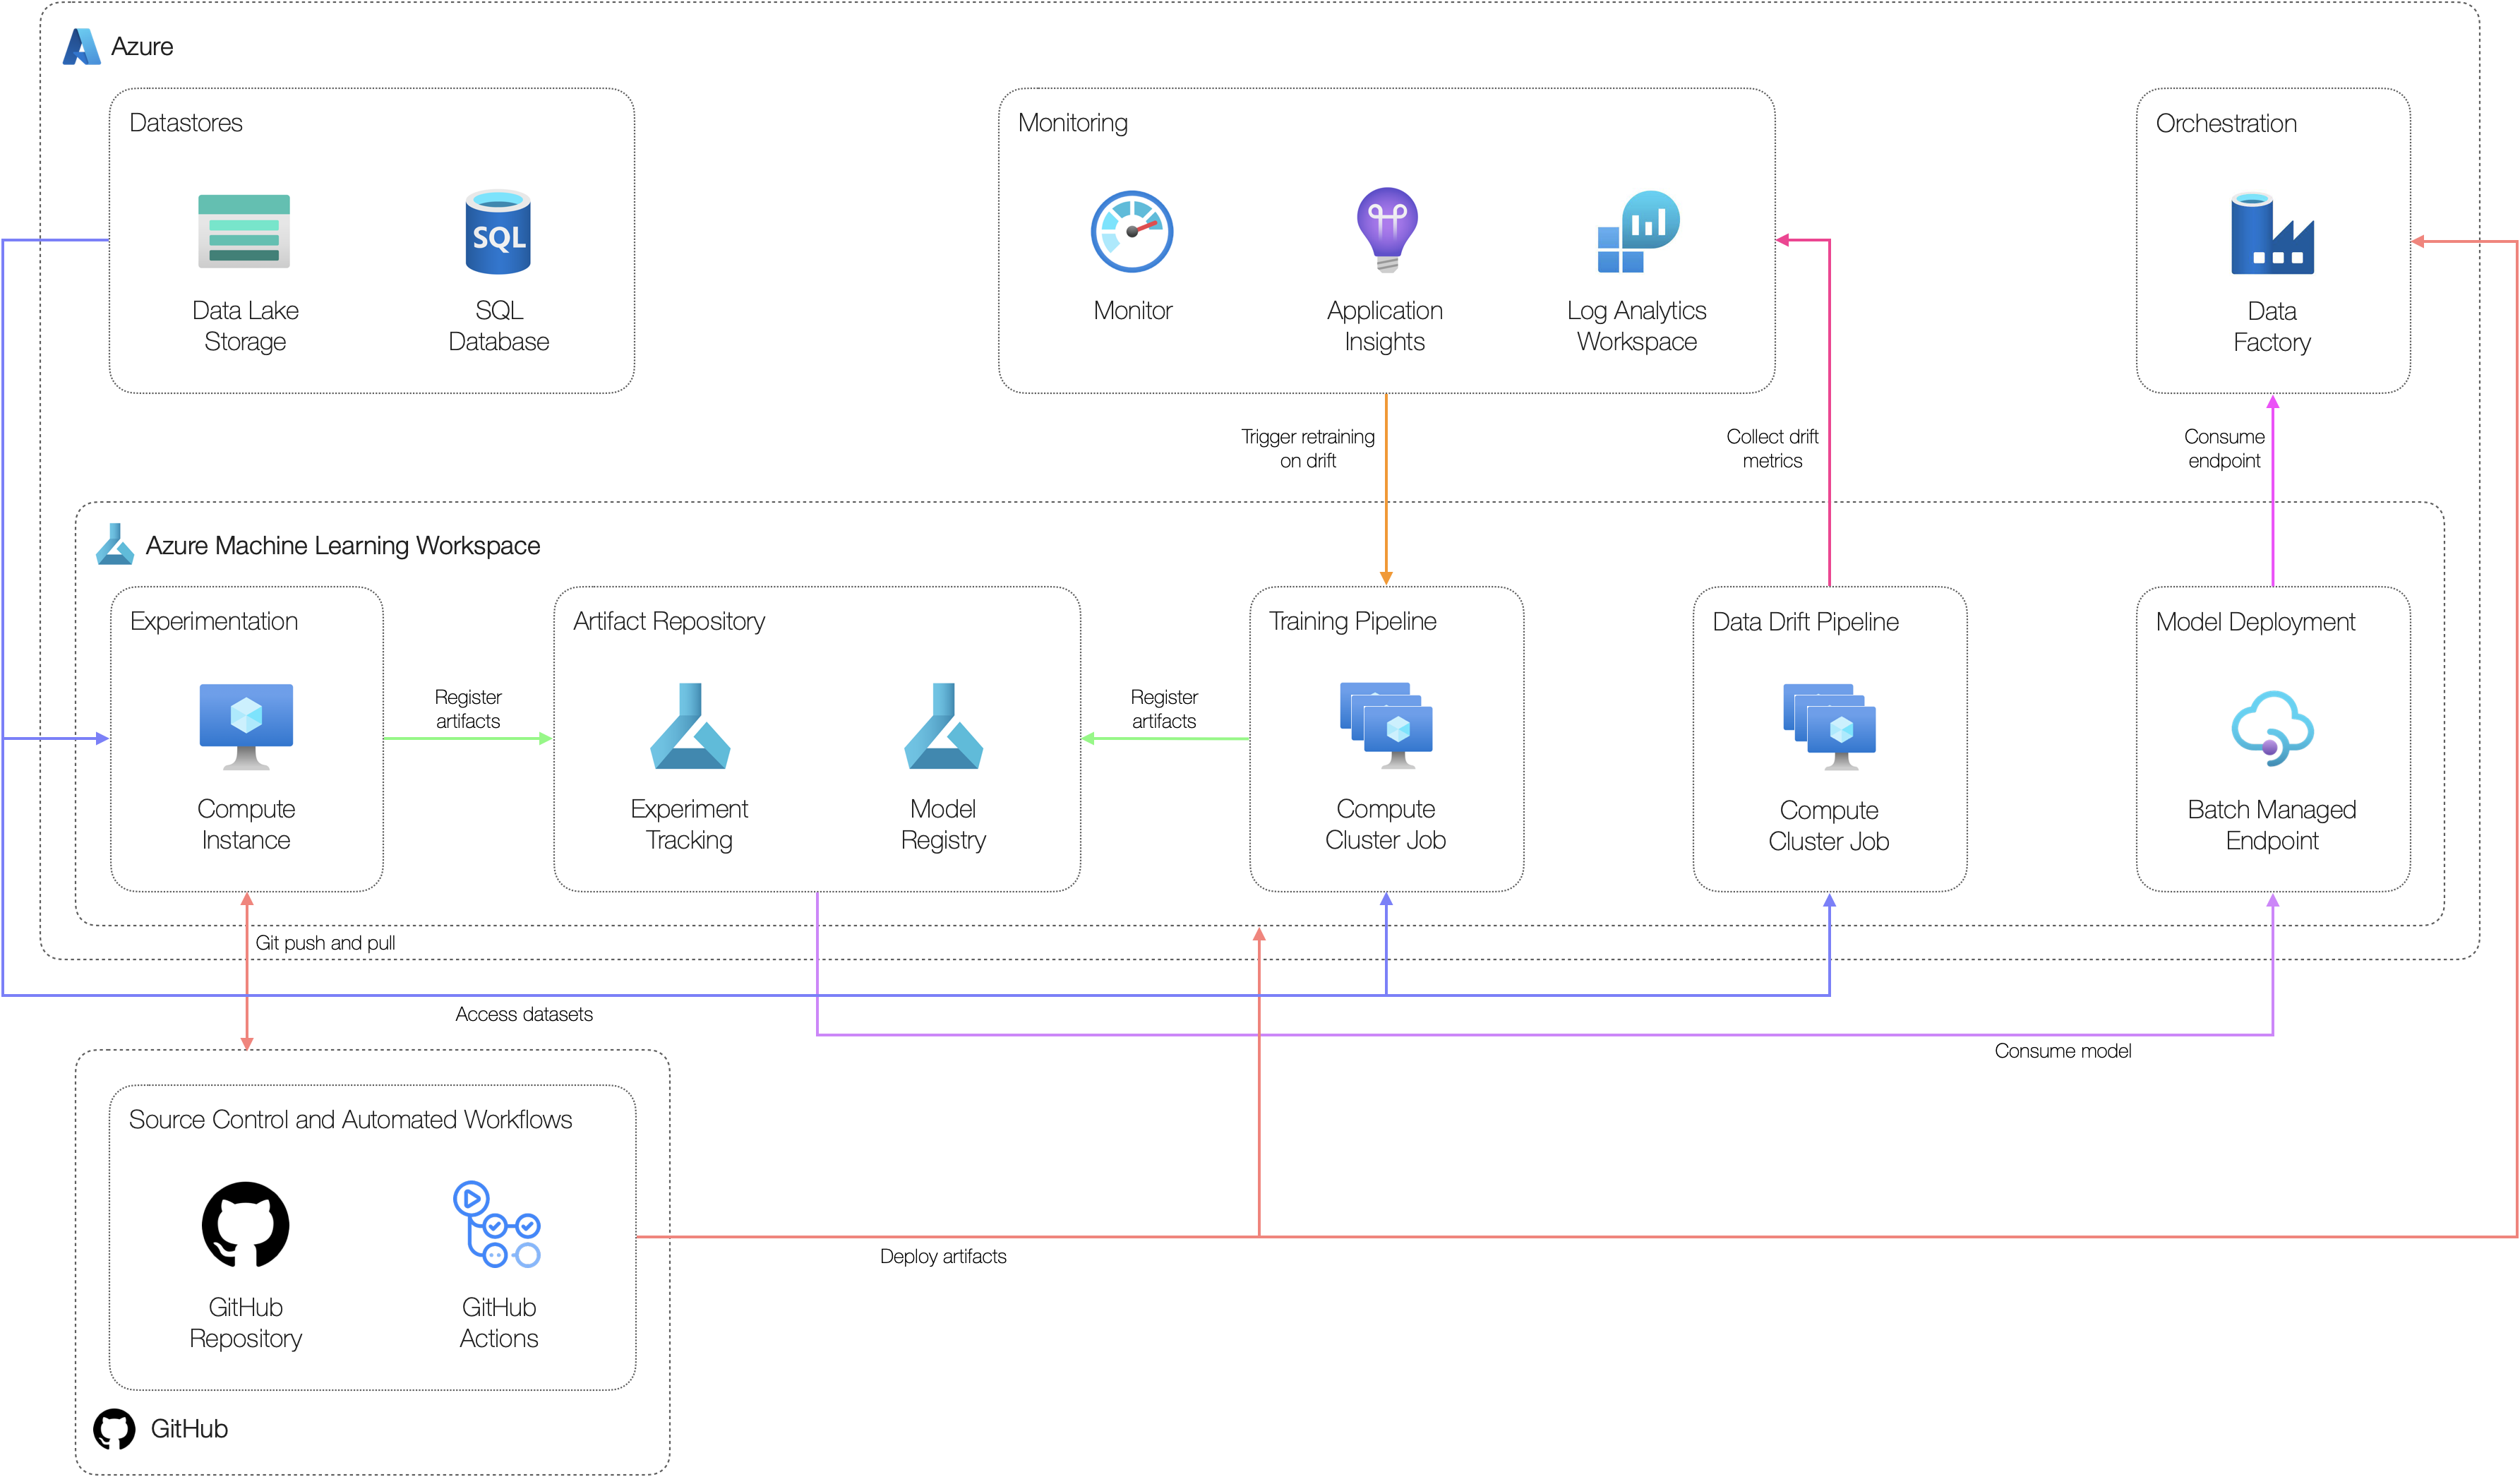 Azure
Datastores
Data Lake
Storage
SQL
SQL
Database
Monitoring
Monitor
Application
Insights
Log Analytics
Workspace
Orchestration
Data
Factory
Trigger retraining
on drift
Collect drift
metrics
Consume
endpoint
Azure Machine Learning Workspace
Experimentation
Compute
Instance
Register
artifacts
Artifact Repository
Experiment
Tracking
Model
Registry
Register
artifacts
Training Pipeline
Compute
Cluster Job
Data Drift Pipeline
Compute
Cluster Job
Model Deployment
Batch Managed
Endpoint
Git push and pull
Access datasets
Consume model
Source Control and Automated Workflows
GitHub
Repository
GitHub
Actions
Deploy artifacts
GitHub